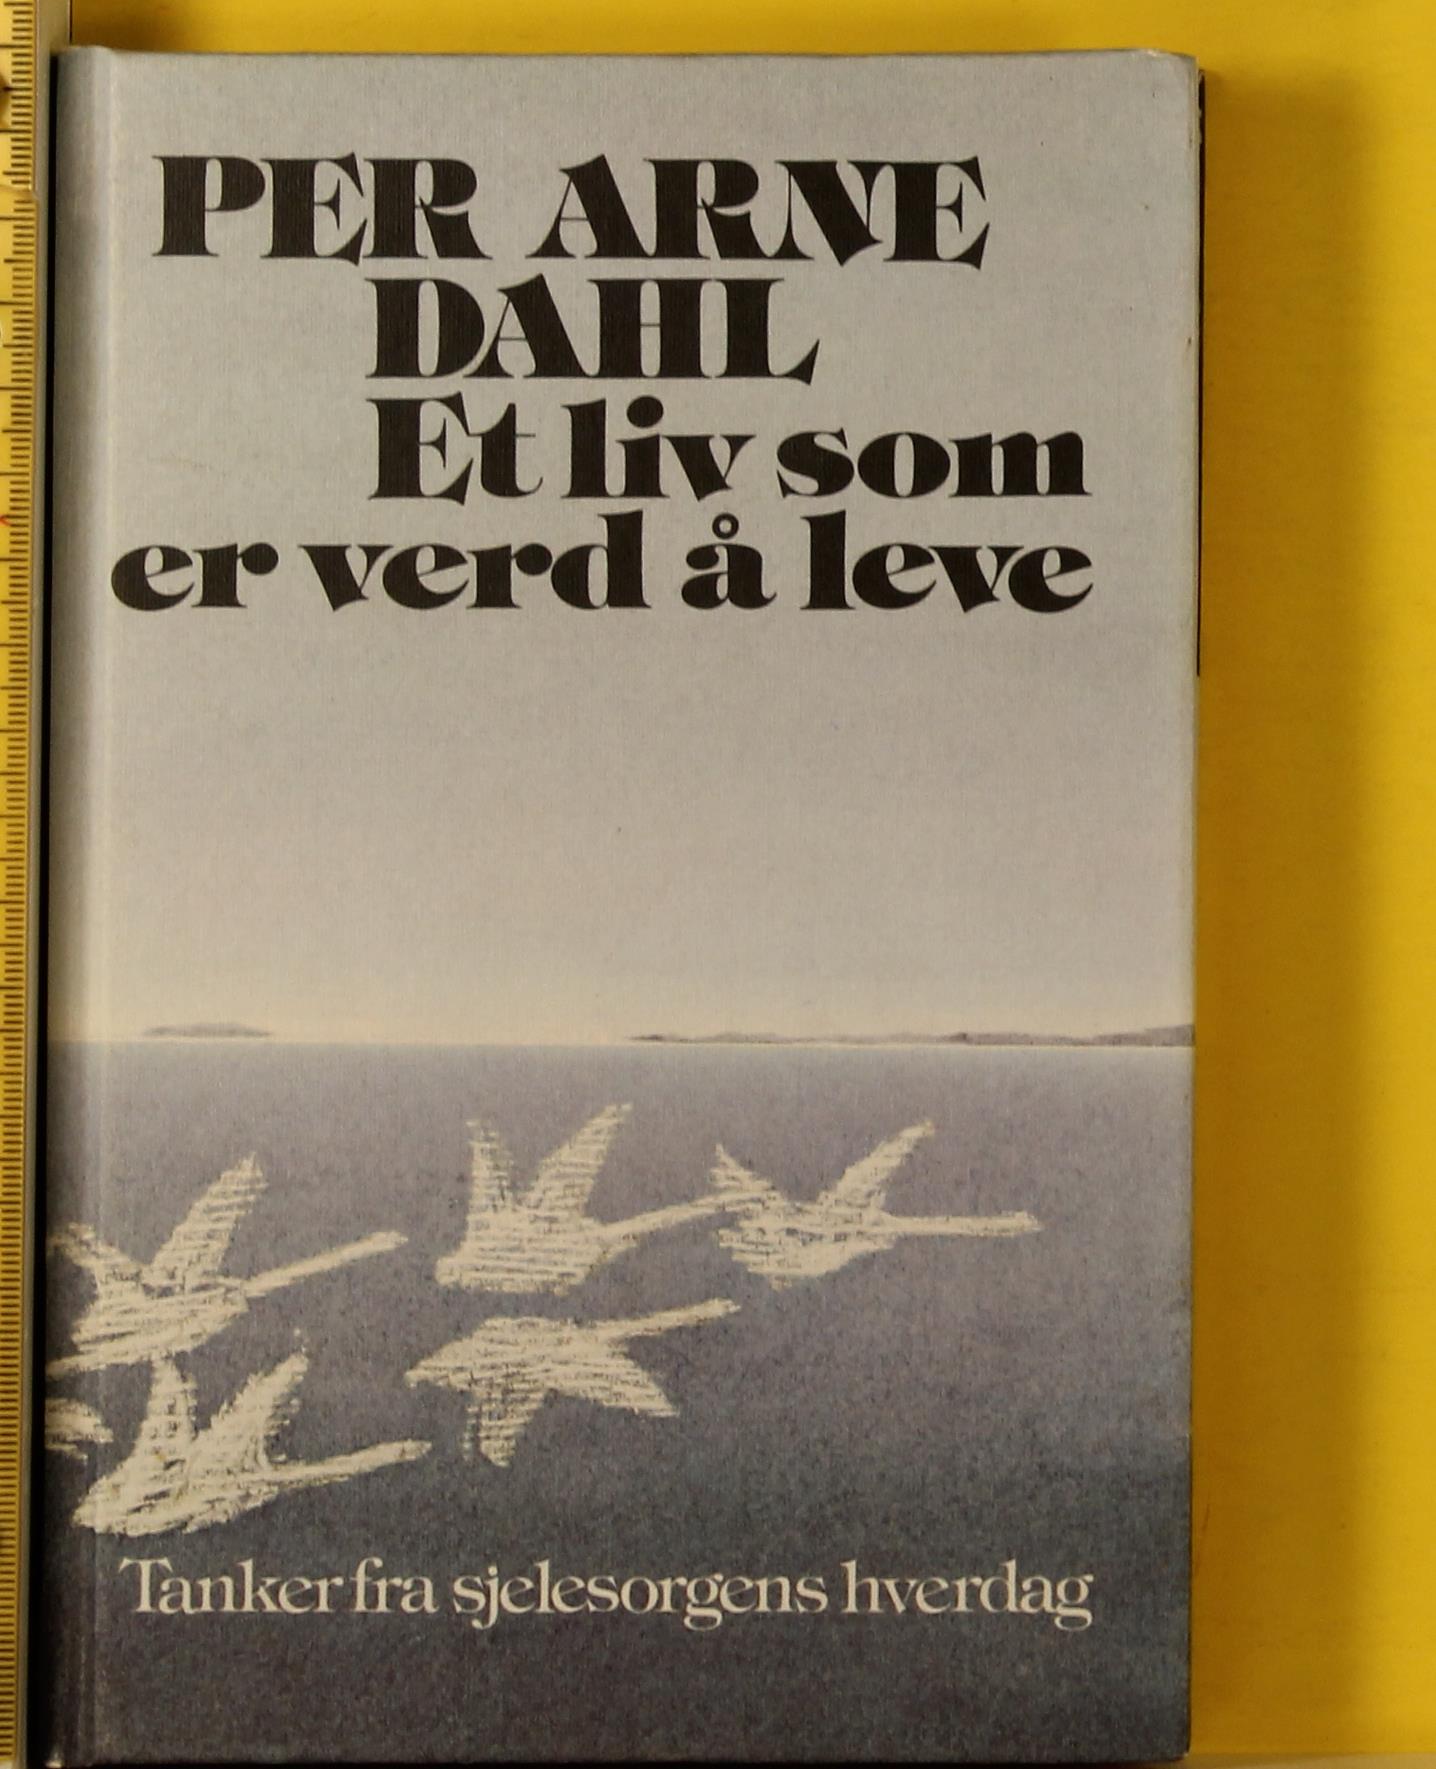 PER ARNE
DAHL
Et liv som
er verd å leve
Tanker fra sjelesorgens hverdag